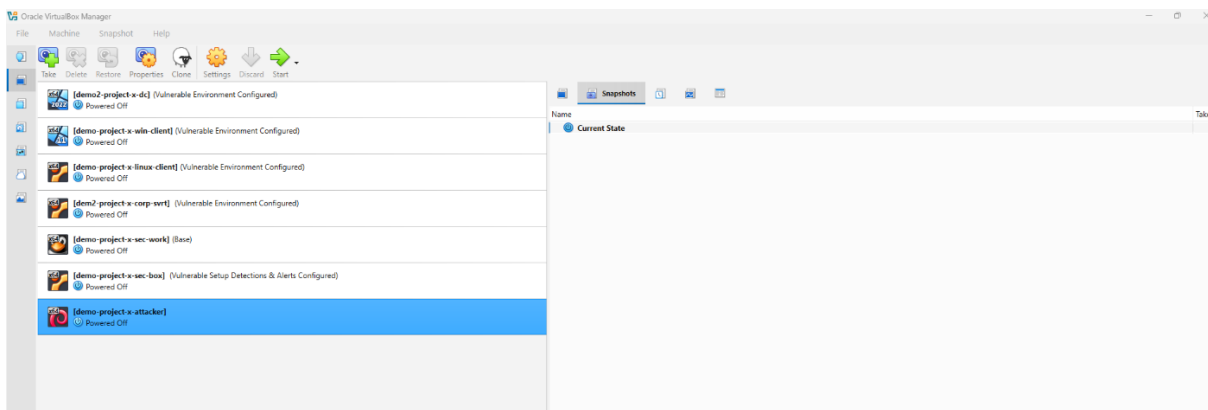 Oracle VirtualBox Manager
File Machine Snapshot Help
Take Delete Restore Properties Clone Settings Discard Start
[demo2-project-x-dc] (Vulnerable Environment Configured)
Powered Off
[demo-project-x-win-client] (Vulnerable Environment Configured)
Powered Off
[demo-project-x-linux-client] (Vulnerable Environment Configured)
Powered Off
[dem2-project-x-corp-svrt] (Vulnerable Environment Configured)
Powered Off
[demo-project-x-sec-work] (Base)
Powered Off
[demo-project-x-sec-box] (Vulnerable Setup Detections & Alerts Configured)
Powered Off
[demo-project-x-attacker]
Powered Off
Snapshots
Name Take
Current State